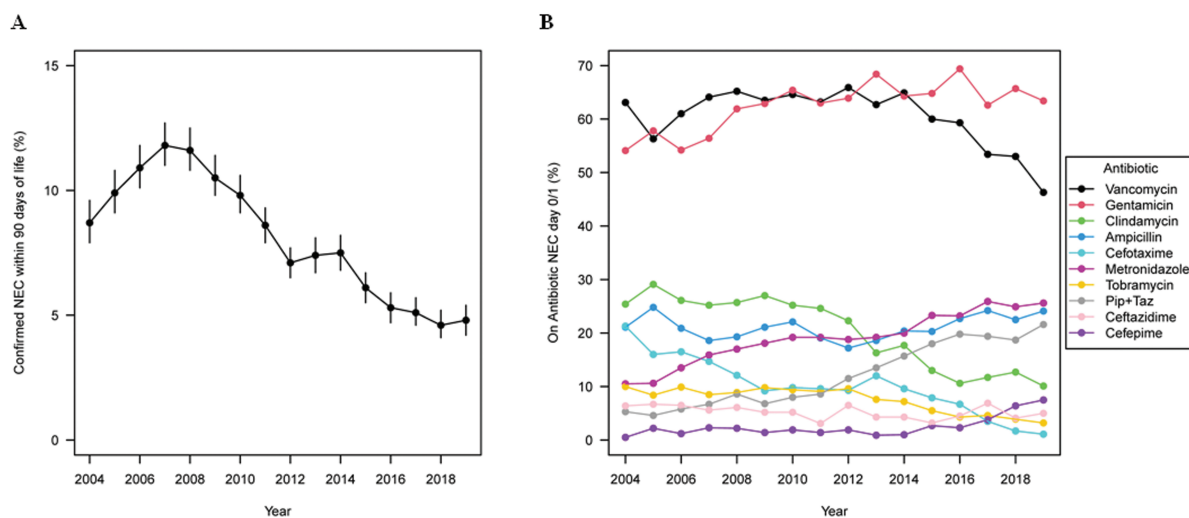 A
Confirmed NEC within 90 days of life (%)
15
10
5
0
2004 2006 2008 2010 2012 2014 2016 2018
Year
B
On Antibiotic NEC day 0/1 (%)
70
60
50
40
30
20
10
0
2004 2006 2008 2010 2012 2014 2016 2018
Year
Antibiotic
Vancomycin
Gentamicin
Clindamycin
Ampicillin
Cefotaxime
Metronidazole
Tobramycin
Pip+Taz
Ceftazidime
Cefepime